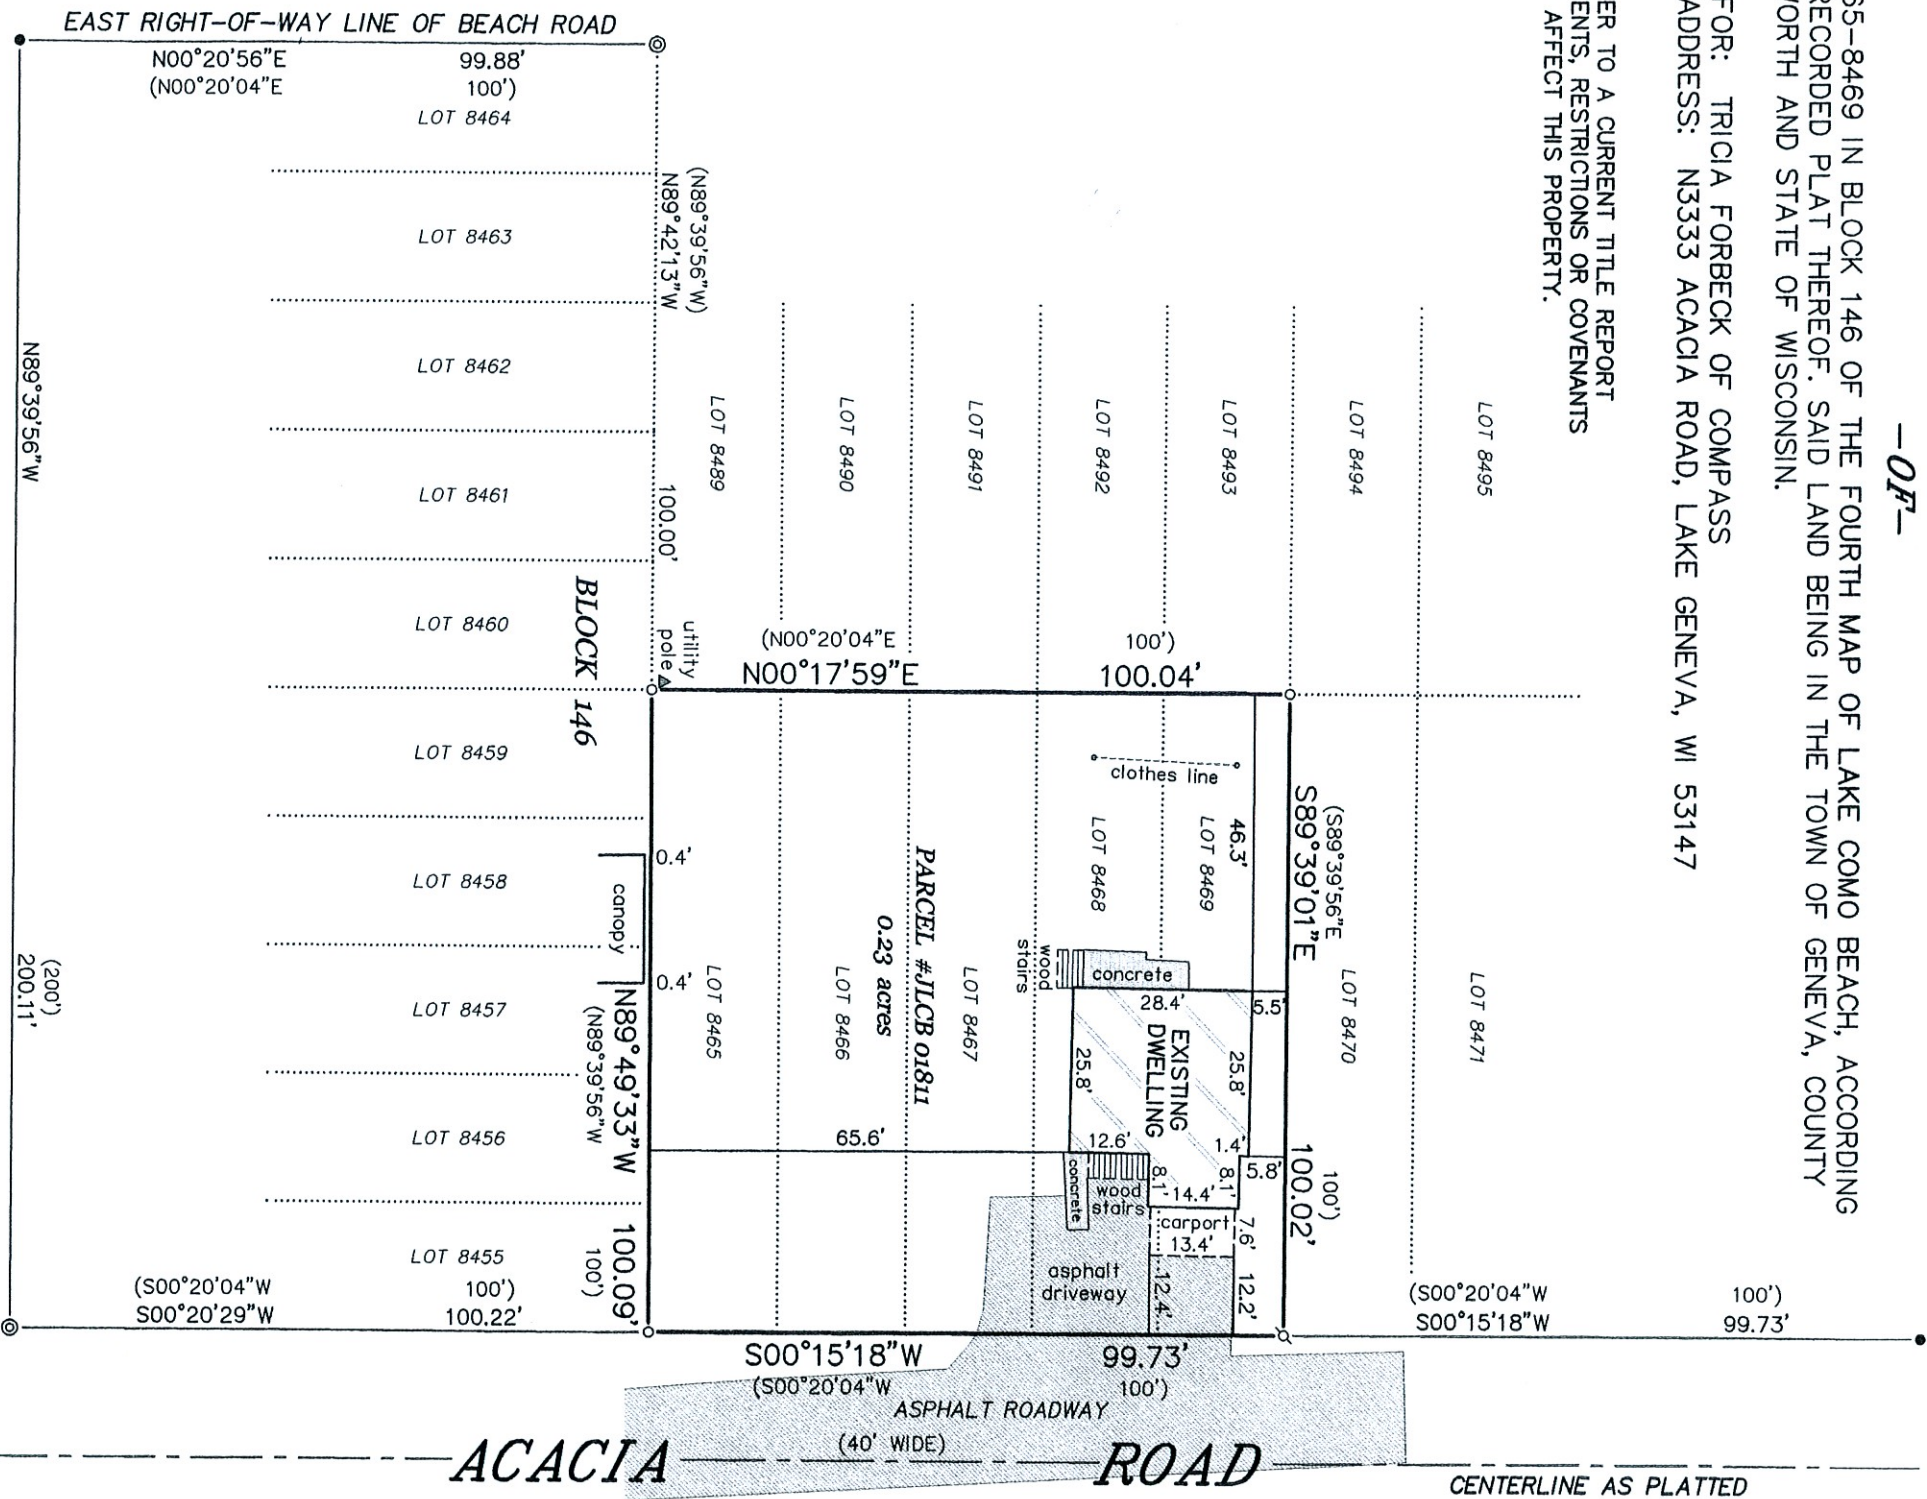 -OF-
65-8469 IN BLOCK 146 OF THE FOURTH MAP OF LAKE COMO BEACH, ACCORDING
RECORDED PLAT THEREOF. SAID LAND BEING IN THE TOWN OF GENEVA, COUNTY
WORTH AND STATE OF WISCONSIN.
FOR: TRICIA FORBECK OF COMPASS
ADDRESS: N3333 ACACIA ROAD, LAKE GENEVA, WI 53147
ER TO A CURRENT TITLE REPORT
ENTS, RESTRICTIONS OR COVENANTS
AFFECT THIS PROPERTY.
EAST RIGHT-OF-WAY LINE OF BEACH ROAD
N00°20'56"E 99.88'
(N00°20'04"E 100')
LOT 8464
LOT 8463
LOT 8462
LOT 8461
LOT 8460
LOT 8459
LOT 8458
LOT 8457
LOT 8456
LOT 8455
(S00°20'04"W 100')
S00°20'29"W 100.22'
N89°39'56"W
(200')
200.11'
(N89°39'56"W)
N89°42'13"W
100.00'
BLOCK 146
utility
pole
LOT 8489
LOT 8490
LOT 8491
LOT 8492
LOT 8493
LOT 8494
LOT 8495
(N00°20'04"E 100')
N00°17'59"E 100.04'
clothes line
46.3'
LOT 8469
LOT 8468
(S89°39'56"E 100')
S89°39'01"E 100.02'
PARCEL #JLCB 01811
0.23 acres
LOT 8465
LOT 8466
LOT 8467
LOT 8470
LOT 8471
0.4'
canopy
0.4'
N89°49'33"W 100.09'
(N89°39'56"W 100')
wood
stairs
concrete
28.4'
5.5'
EXISTING
DWELLING
25.8'
25.8'
65.6'
12.6'
1.4'
5.8'
8.1'
8.1'
14.4'
concrete
wood
stairs
carport
13.4'
7.6'
asphalt
driveway
12.4'
12.2'
(S00°20'04"W 100')
S00°15'18"W 99.73'
S00°15'18"W 99.73'
(S00°20'04"W 100')
ASPHALT ROADWAY
(40' WIDE)
ACACIA ROAD
CENTERLINE AS PLATTED